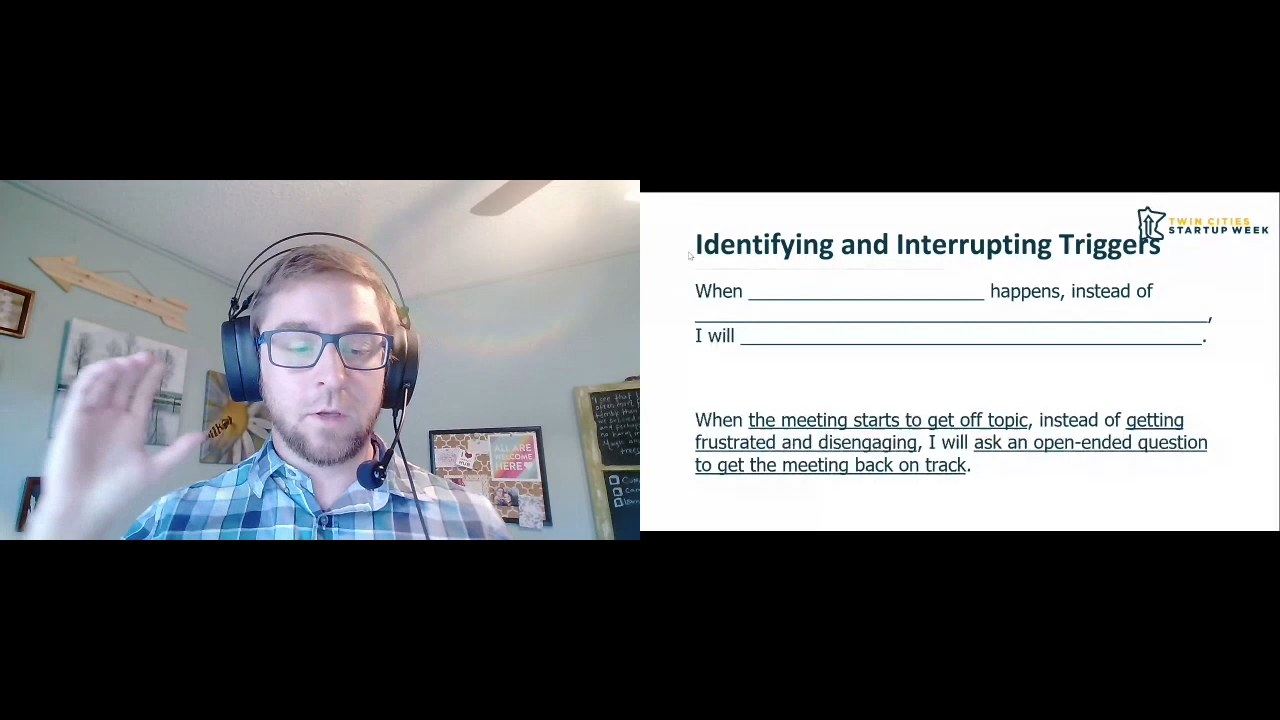 ALL ARE
WELCOME
HERE
TWIN CITIES
STARTUP WEEK
Identifying and Interrupting Triggers
When ______________________ happens, instead of
________________________________________________,
I will ___________________________________________.
When the meeting starts to get off topic, instead of getting
frustrated and disengaging, I will ask an open-ended question
to get the meeting back on track.